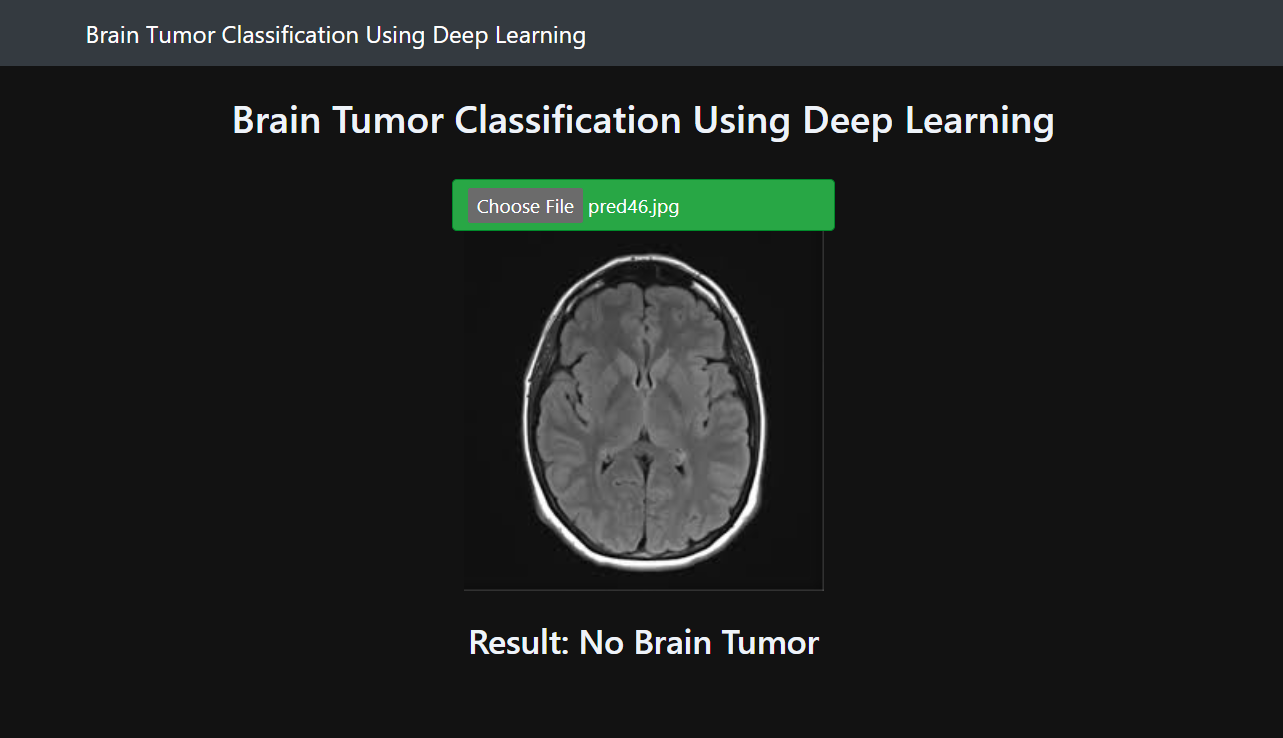 Brain Tumor Classification Using Deep Learning
Brain Tumor Classification Using Deep Learning
Choose File pred46.jpg
Result: No Brain Tumor